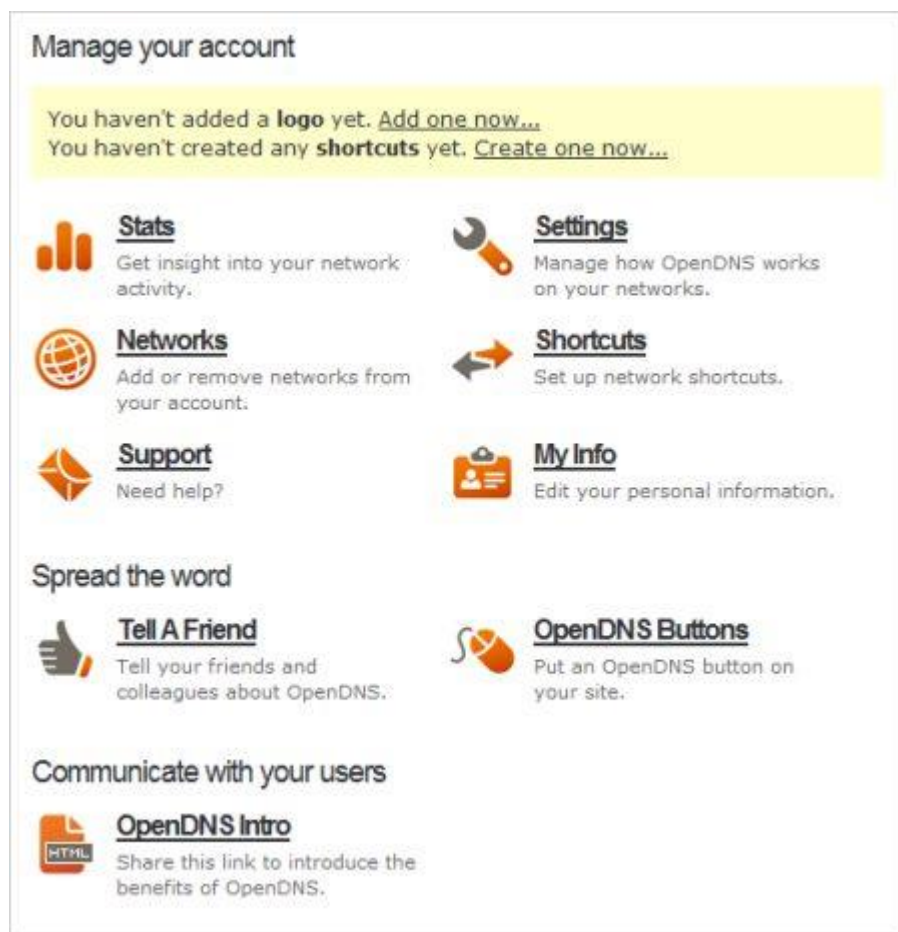 Manage your account
You haven't added a logo yet. Add one now...
You haven't created any shortcuts yet. Create one now...
Stats
Get insight into your network
activity.
Settings
Manage how OpenDNS works
on your networks.
Networks
Add or remove networks from
your account.
Shortcuts
Set up network shortcuts.
Support
Need help?
My Info
Edit your personal information.
Spread the word
Tell A Friend
Tell your friends and
colleagues about OpenDNS.
OpenDNS Buttons
Put an OpenDNS button on
your site.
Communicate with your users
HTML
OpenDNS Intro
Share this link to introduce the
benefits of OpenDNS.